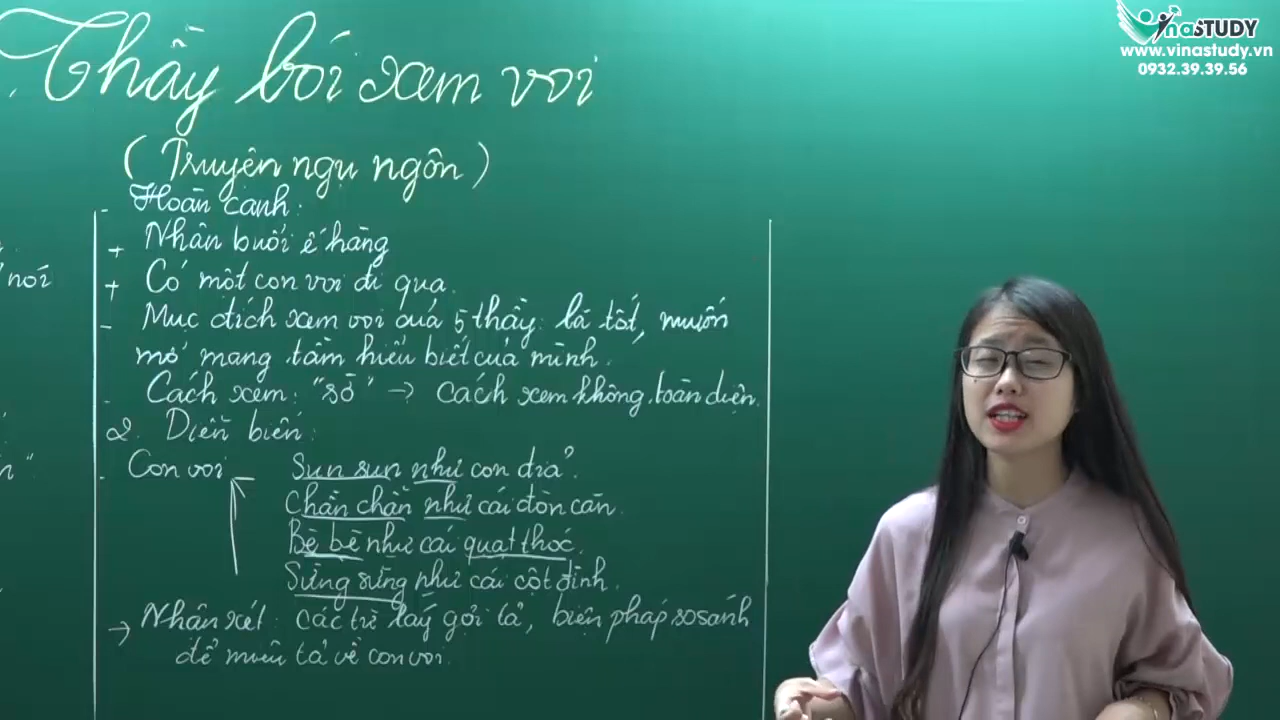 Thầy bói xem voi
(Truyện ngụ ngôn)
- Hoàn cảnh:
+ Nhân buổi ế hàng
+ Có một con voi đi qua.
- Mục đích xem voi của 5 thầy: là tốt, muốn
mở mang tầm hiểu biết của mình.
- Cách xem: "sờ" → cách xem không toàn diện.
2. Diễn biến:
- Con voi
Sun sun như con đỉa.
Chần chẫn như cái đòn càn.
Bè bè như cái quạt thóc.
Sừng sững như cái cột đình.
→ Nhận xét: các từ láy gợi tả, biện pháp so sánh
để miêu tả về con voi.
nói
VinaSTUDY
www.vinastudy.vn
0932.39.39.56